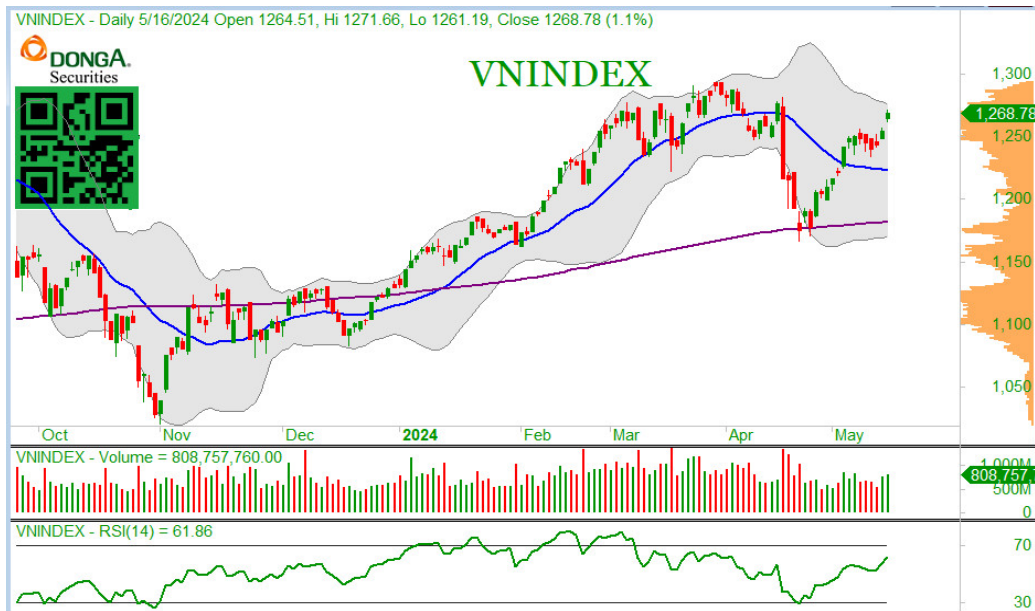 VNINDEX - Daily 5/16/2024 Open 1264.51, Hi 1271.66, Lo 1261.19, Close 1268.78 (1.1%)
DONGA
Securities
VNINDEX
1,300
1,268.78
1,250
1,200
1,150
1,100
1,050
Oct Nov Dec 2024 Feb Mar Apr May
VNINDEX - Volume = 808,757,760.00
1,000M
808,757,7
500M
0
VNINDEX - RSI(14) = 61.86
70
30